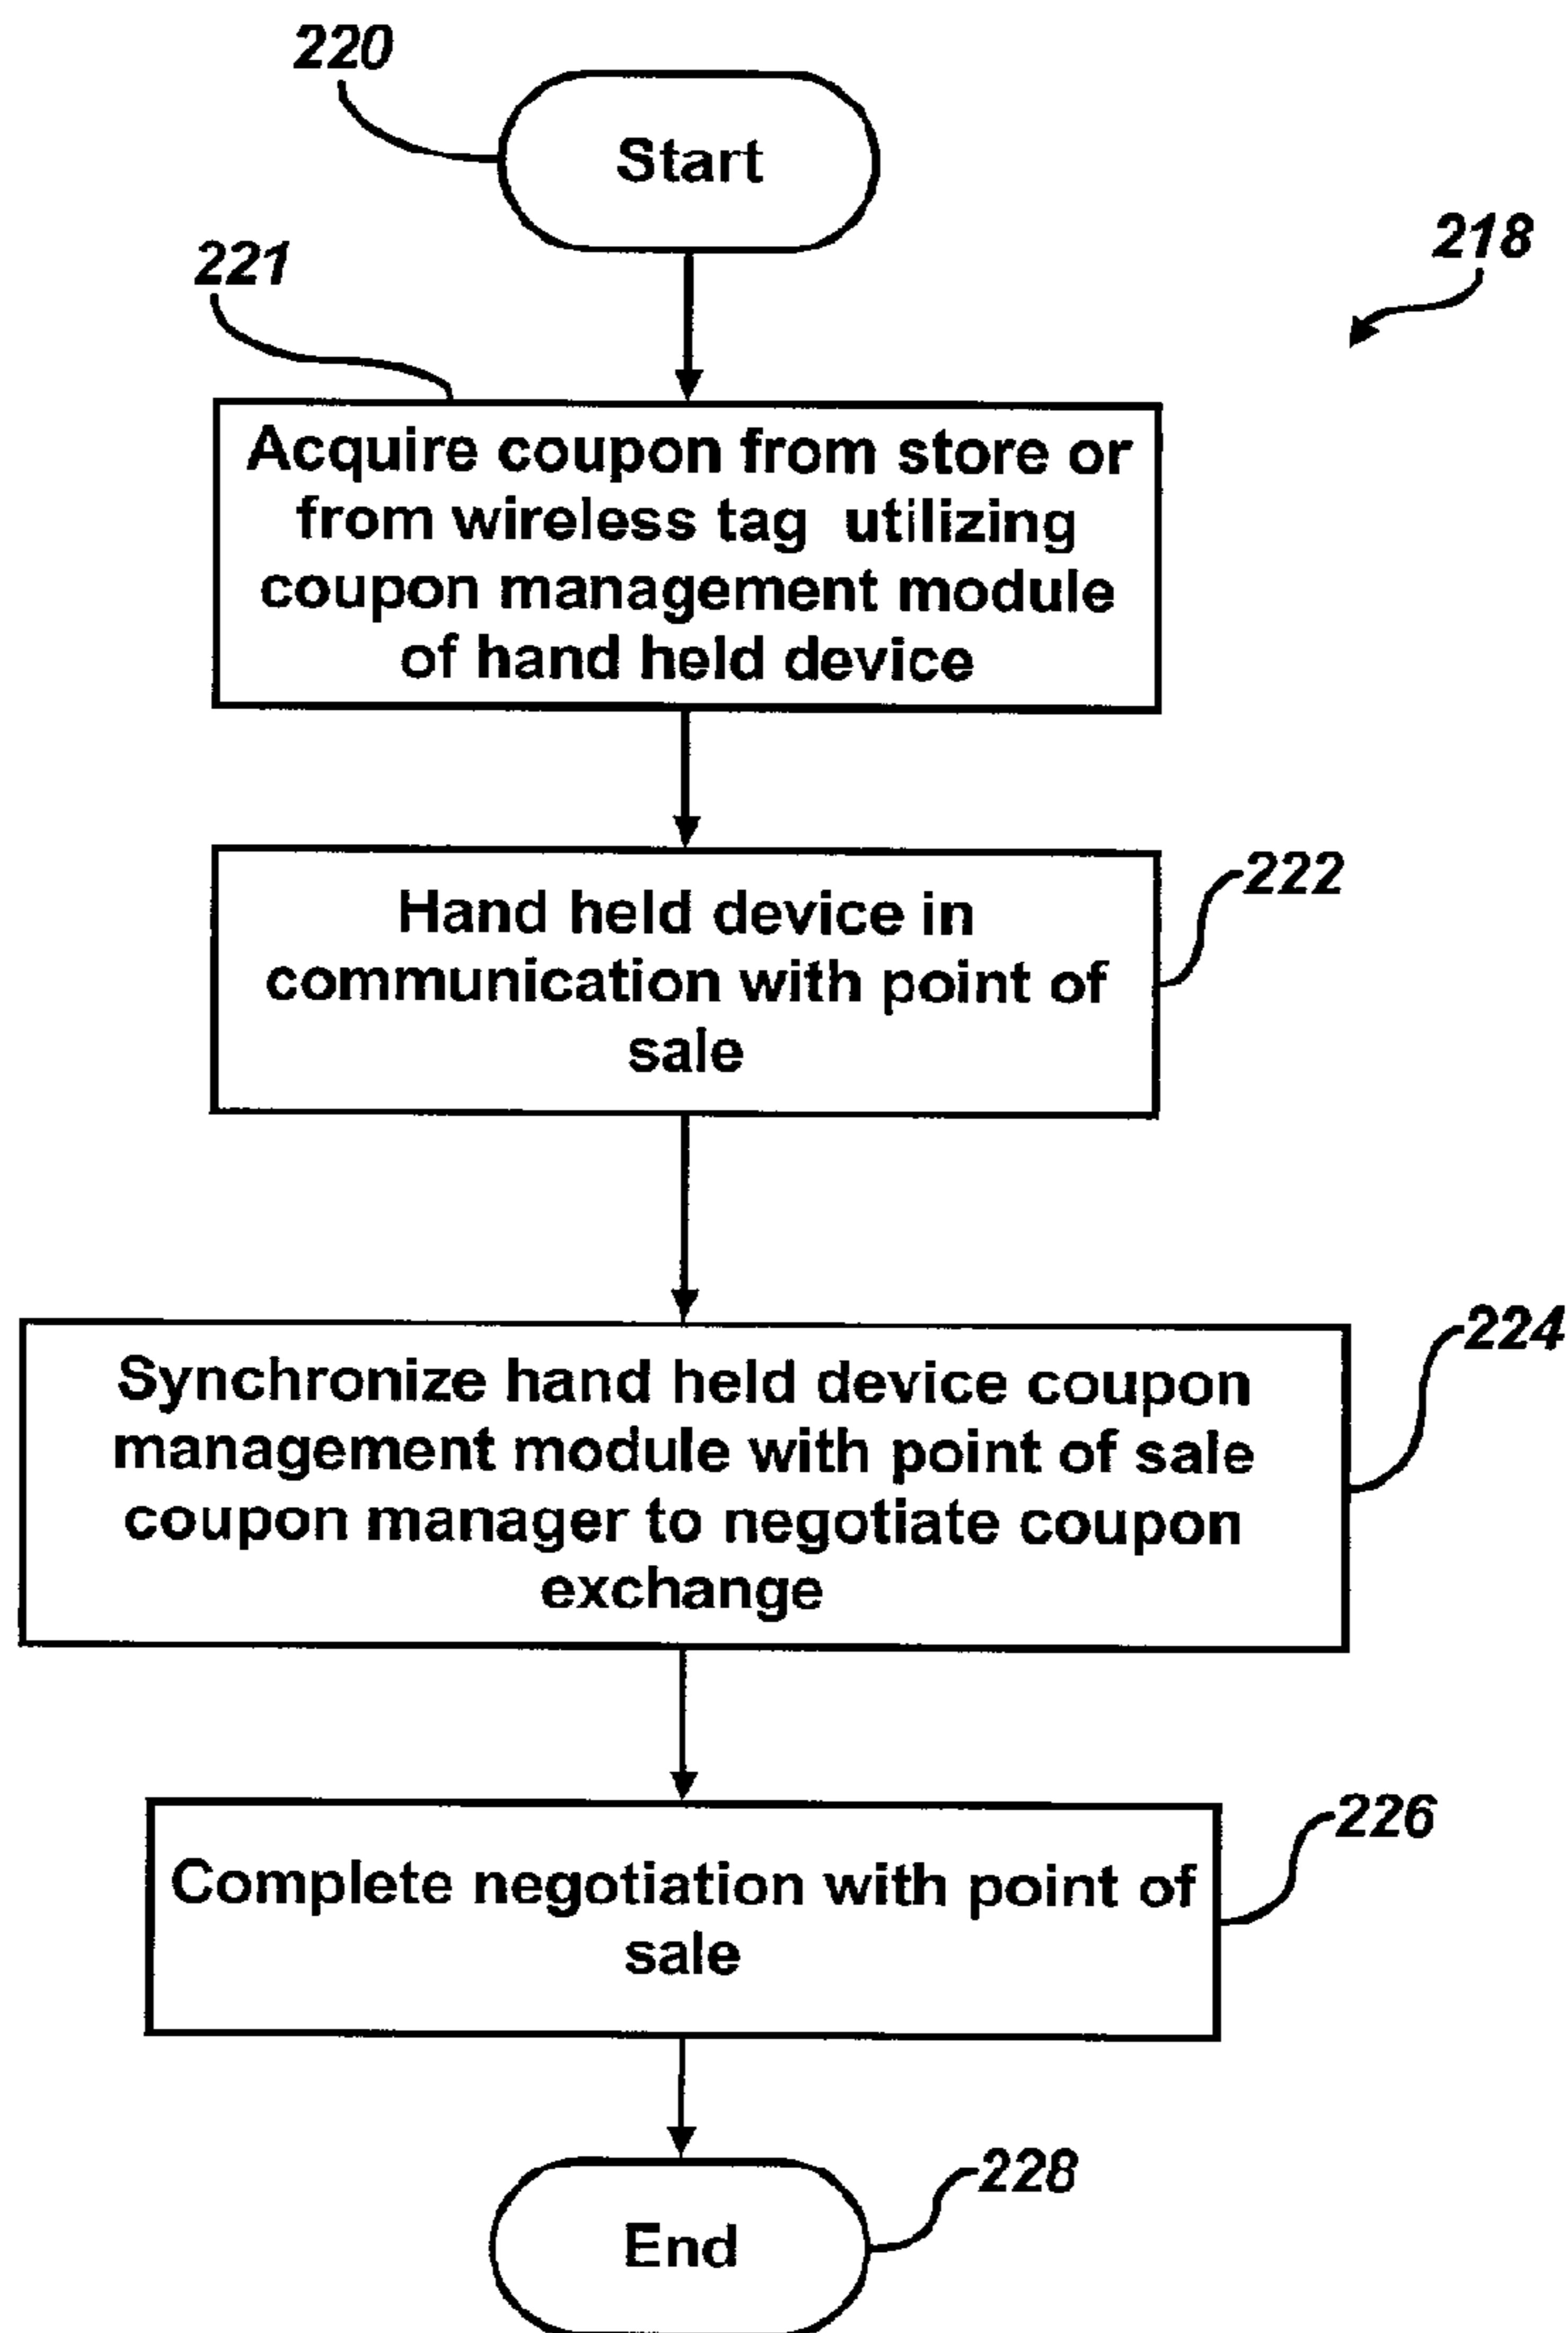 220
Start
218
221
Acquire coupon from store or
from wireless tag utilizing
coupon management module
of hand held device
222
Hand held device in
communication with point of
sale
224
Synchronize hand held device coupon
management module with point of sale
coupon manager to negotiate coupon
exchange
226
Complete negotiation with point of
sale
228
End